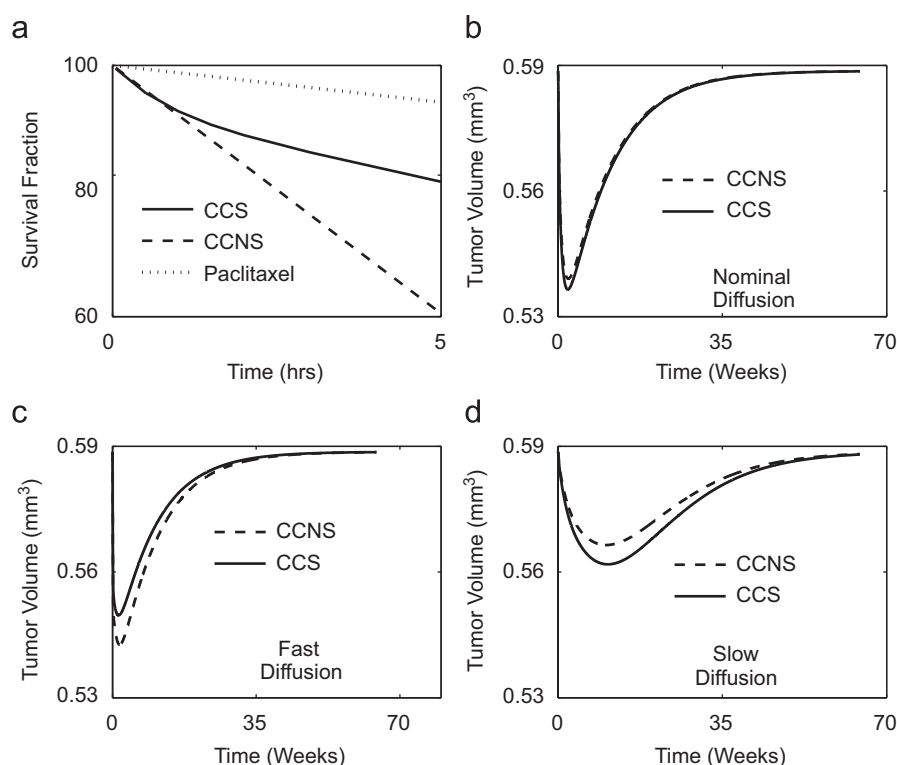 a
Survival Fraction
100
80
60
CCS
CCNS
Paclitaxel
0
5
Time (hrs)
b
Tumor Volume (mm³)
0.59
0.56
0.53
CCNS
CCS
Nominal
Diffusion
0
35
70
Time (Weeks)
c
Tumor Volume (mm³)
0.59
0.56
0.53
CCNS
CCS
Fast
Diffusion
0
35
70
Time (Weeks)
d
Tumor Volume (mm³)
0.59
0.56
0.53
CCNS
CCS
Slow
Diffusion
0
35
70
Time (Weeks)